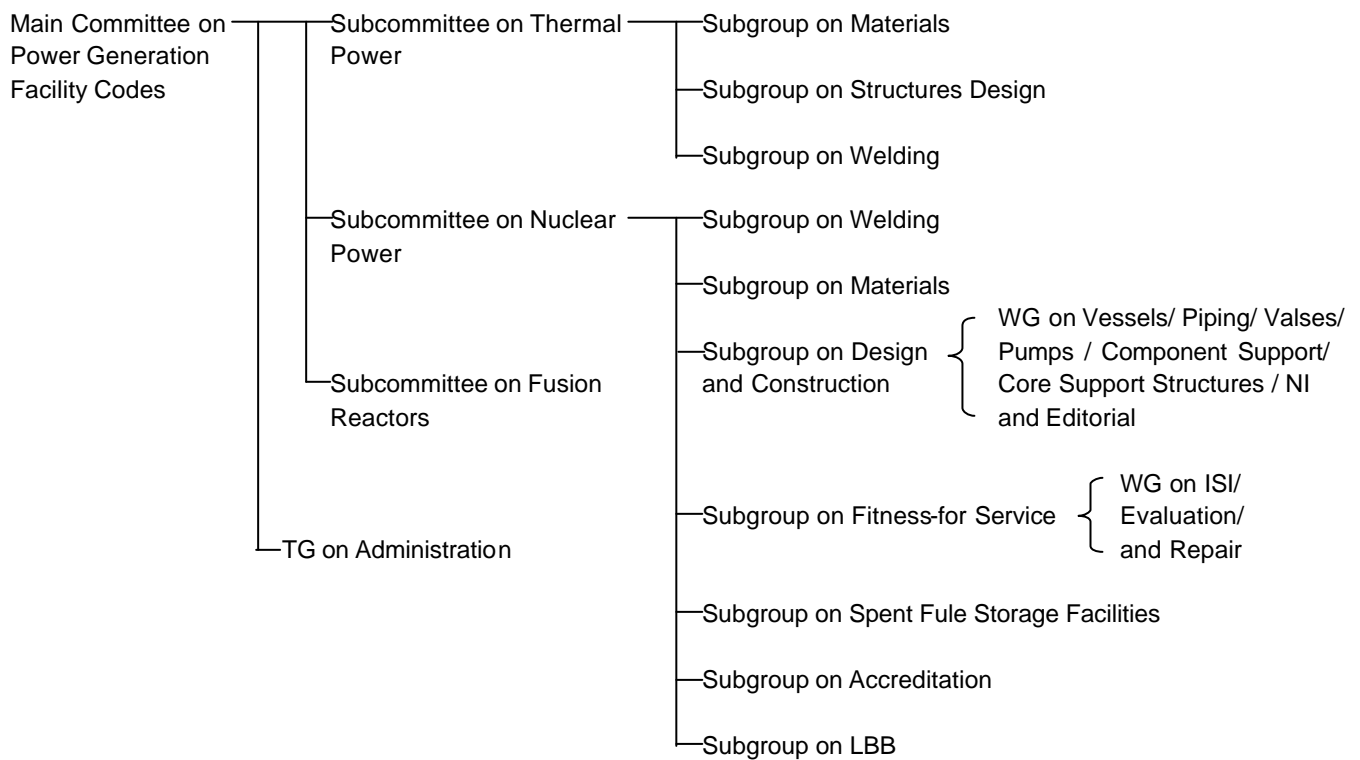 Main Committee on
Power Generation
Facility Codes
Subcommittee on Thermal
Power
Subgroup on Materials
Subgroup on Structures Design
Subgroup on Welding
Subcommittee on Nuclear
Power
Subgroup on Welding
Subgroup on Materials
Subgroup on Design
and Construction
WG on Vessels/ Piping/ Valses/
Pumps / Component Support/
Core Support Structures / NI
and Editorial
Subgroup on Fitness-for Service
WG on ISI/
Evaluation/
and Repair
Subgroup on Spent Fule Storage Facilities
Subgroup on Accreditation
Subgroup on LBB
Subcommittee on Fusion
Reactors
TG on Administration